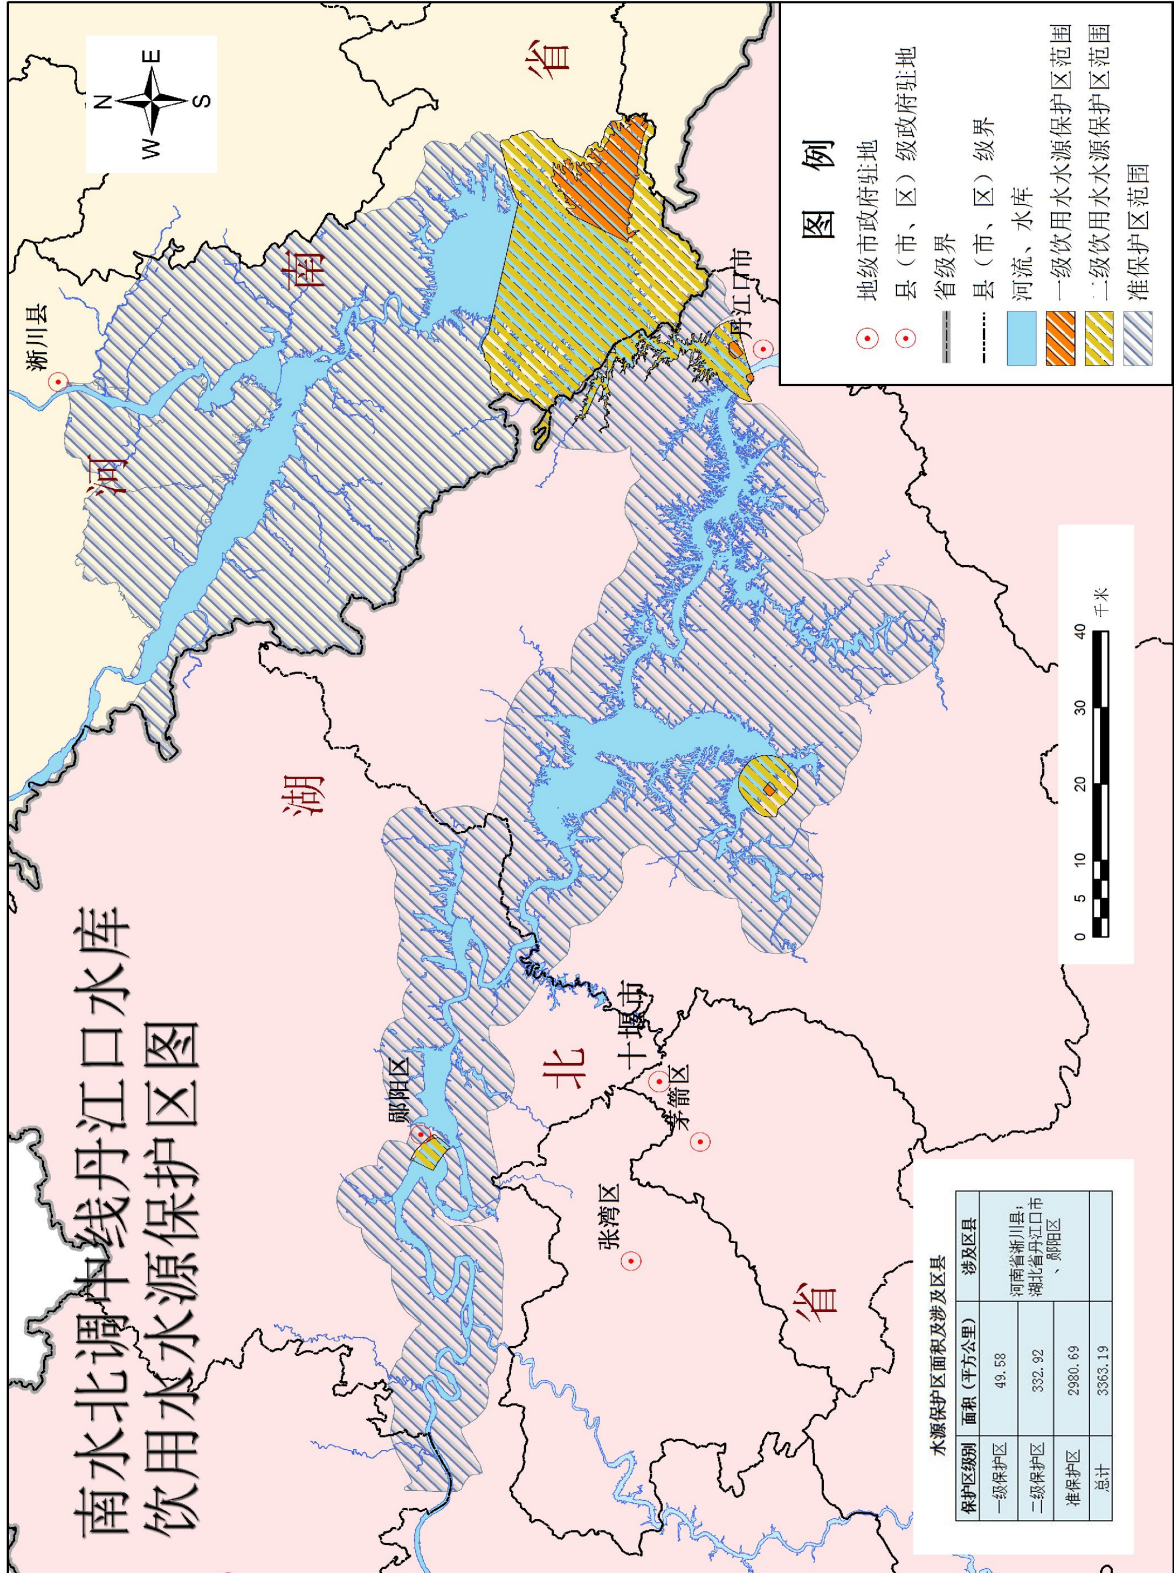 南水北调中线丹江口水库
饮用水水源保护区图
N
W
E
S
淅川县
河
南
省
湖
北
省
郧阳区
十堰市
茅箭区
张湾区
丹江口市
图 例
地级市政府驻地
县（市、区）级政府驻地
省级界
县（市、区）级界
河流、水库
一级饮用水水源保护区范围
二级饮用水水源保护区范围
准保护区范围
水源保护区面积及涉及区县
保护区级别 面积（平方公里） 涉及区县
一级保护区 49.58
二级保护区 332.92
准保护区 2980.69
总计 3363.19
河南省淅川县；
湖北省丹江口市
、郧阳区
0 5 10 20 30 40
千米